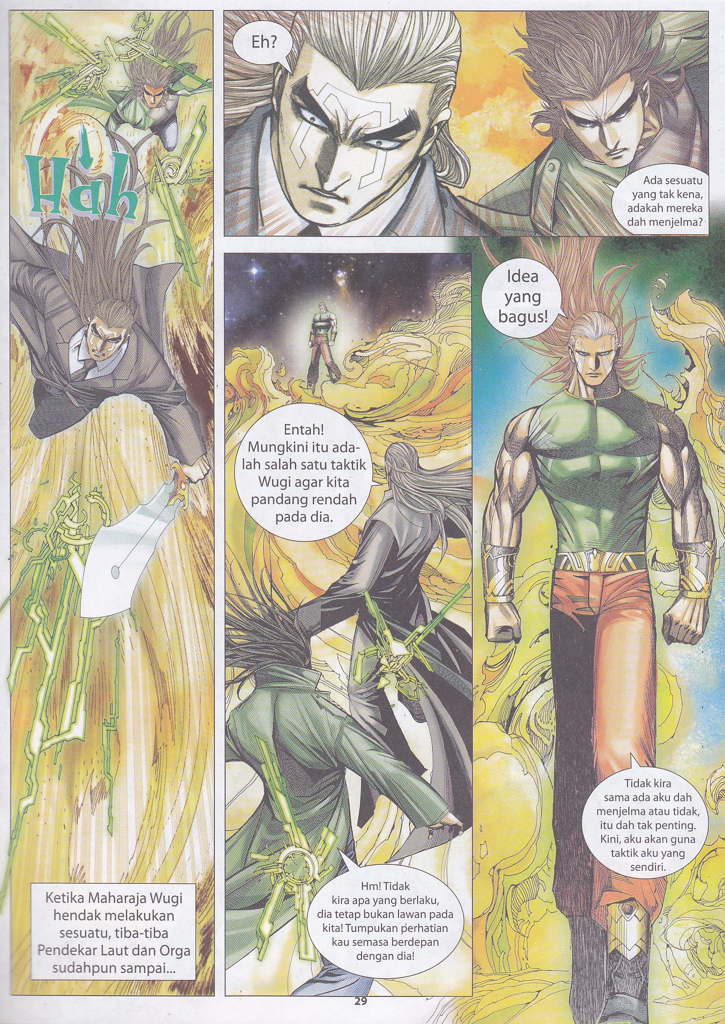 Hah
Ketika Maharaja Wugi
hendak melakukan
sesuatu, tiba-tiba
Pendekar Laut dan Orga
sudahpun sampai...
Eh?
Ada sesuatu
yang tak kena,
adakah mereka
dah menjelma?
Entah!
Mungkini itu ada-
lah salah satu taktik
Wugi agar kita
pandang rendah
pada dia.
Hm! Tidak
kira apa yang berlaku,
dia tetap bukan lawan pada
kita! Tumpukan perhatian
kau semasa berdepan
dengan dia!
Idea
yang
bagus!
Tidak kira
sama ada aku dah
menjelma atau tidak,
itu dah tak penting.
Kini, aku akan guna
taktik aku yang
sendiri.
29